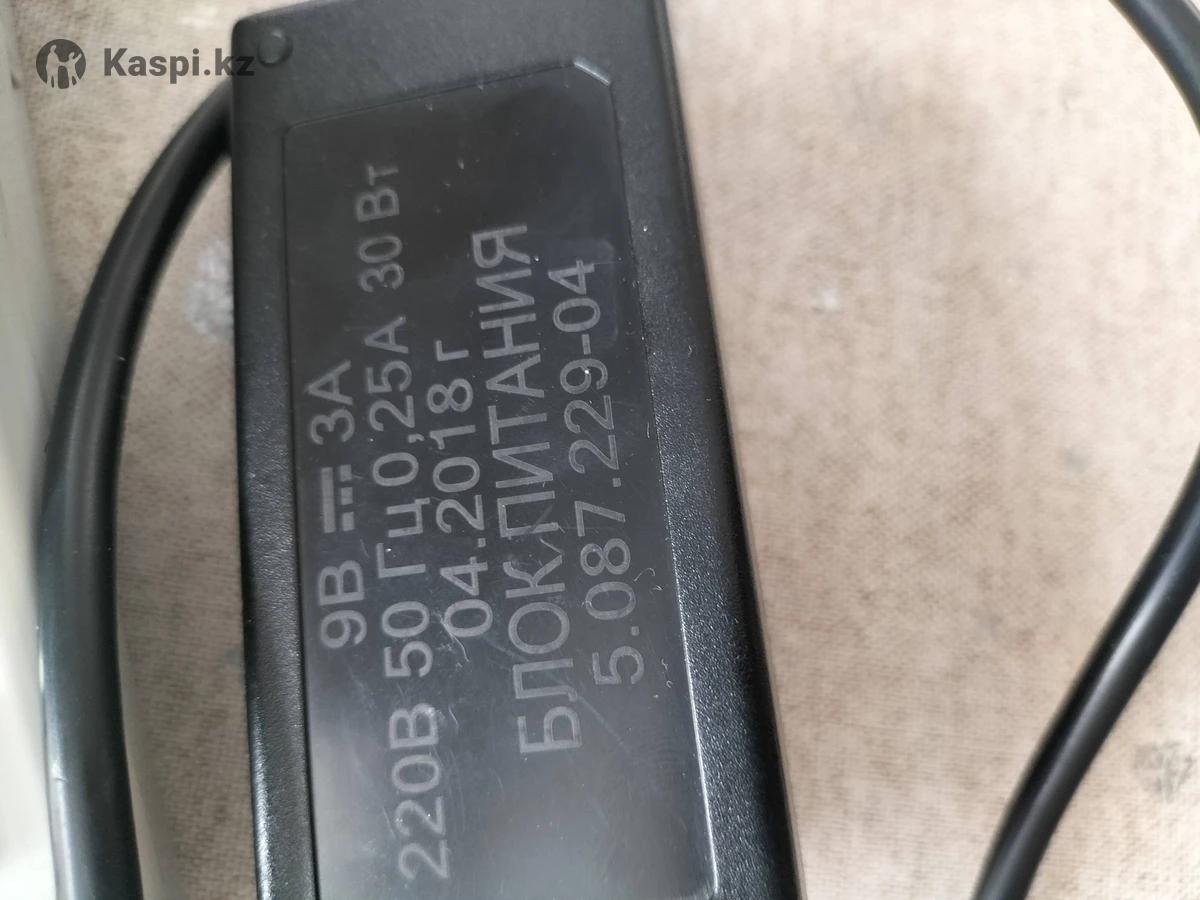 Kaspi.kz
9В ⎓ 3А
220В 50 Гц 0,25А 30 Вт
04.2018 г
БЛОК ПИТАНИЯ
5.087.229-04